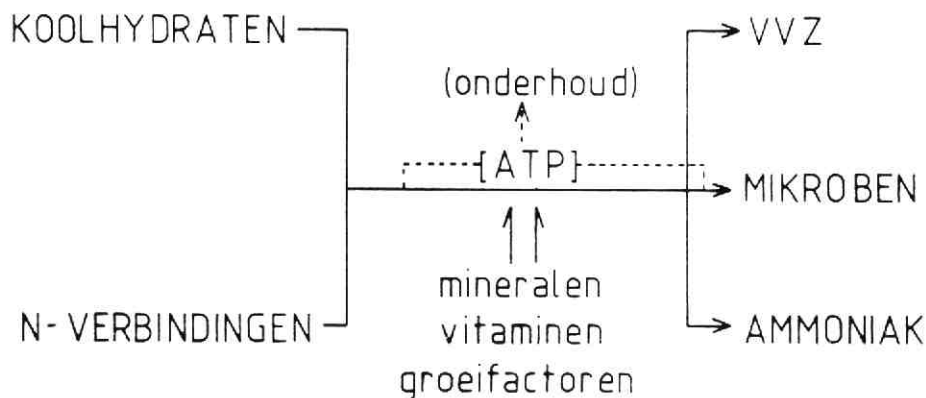 KOOLHYDRATEN
VVZ
(onderhoud)
[ATP]
MIKROBEN
mineralen
vitaminen
groeifactoren
N-VERBINDINGEN
AMMONIAK